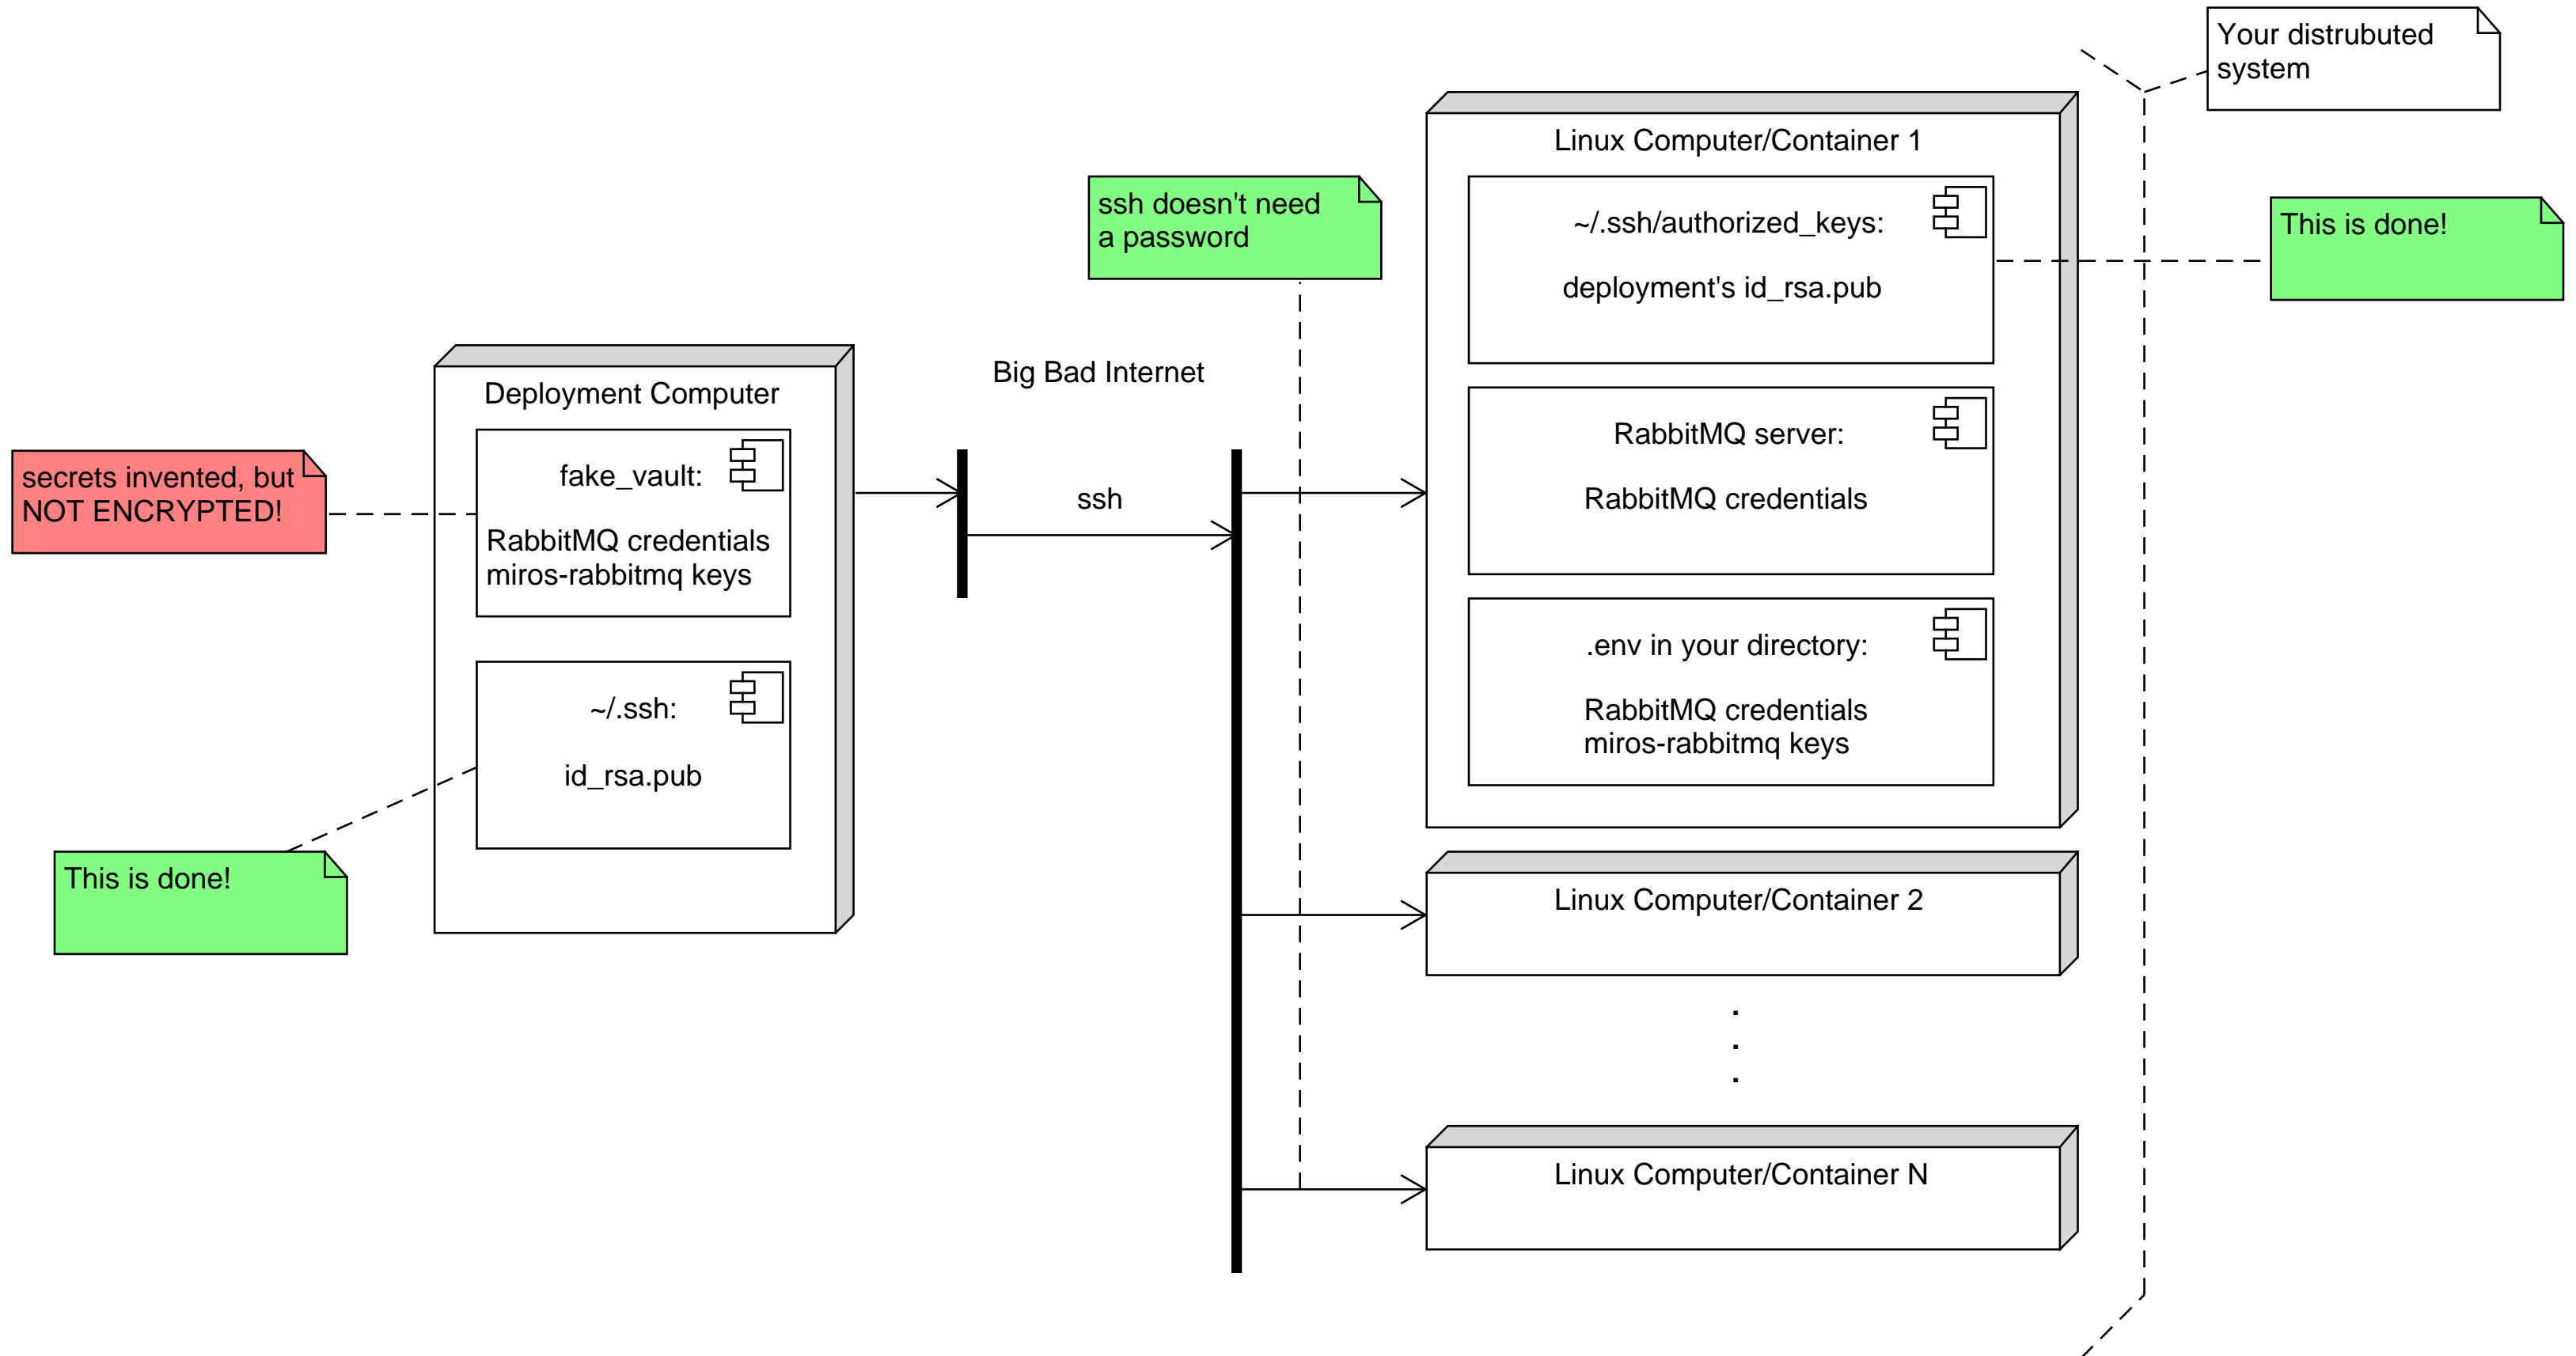 Your distrubuted
system
Linux Computer/Container 1
ssh doesn't need
a password
~/.ssh/authorized_keys:
deployment's id_rsa.pub
This is done!
Big Bad Internet
Deployment Computer
secrets invented, but
NOT ENCRYPTED!
fake_vault:
RabbitMQ credentials
miros-rabbitmq keys
ssh
RabbitMQ server:
RabbitMQ credentials
~/.ssh:
id_rsa.pub
.env in your directory:
RabbitMQ credentials
miros-rabbitmq keys
This is done!
Linux Computer/Container 2
.
.
.
Linux Computer/Container N